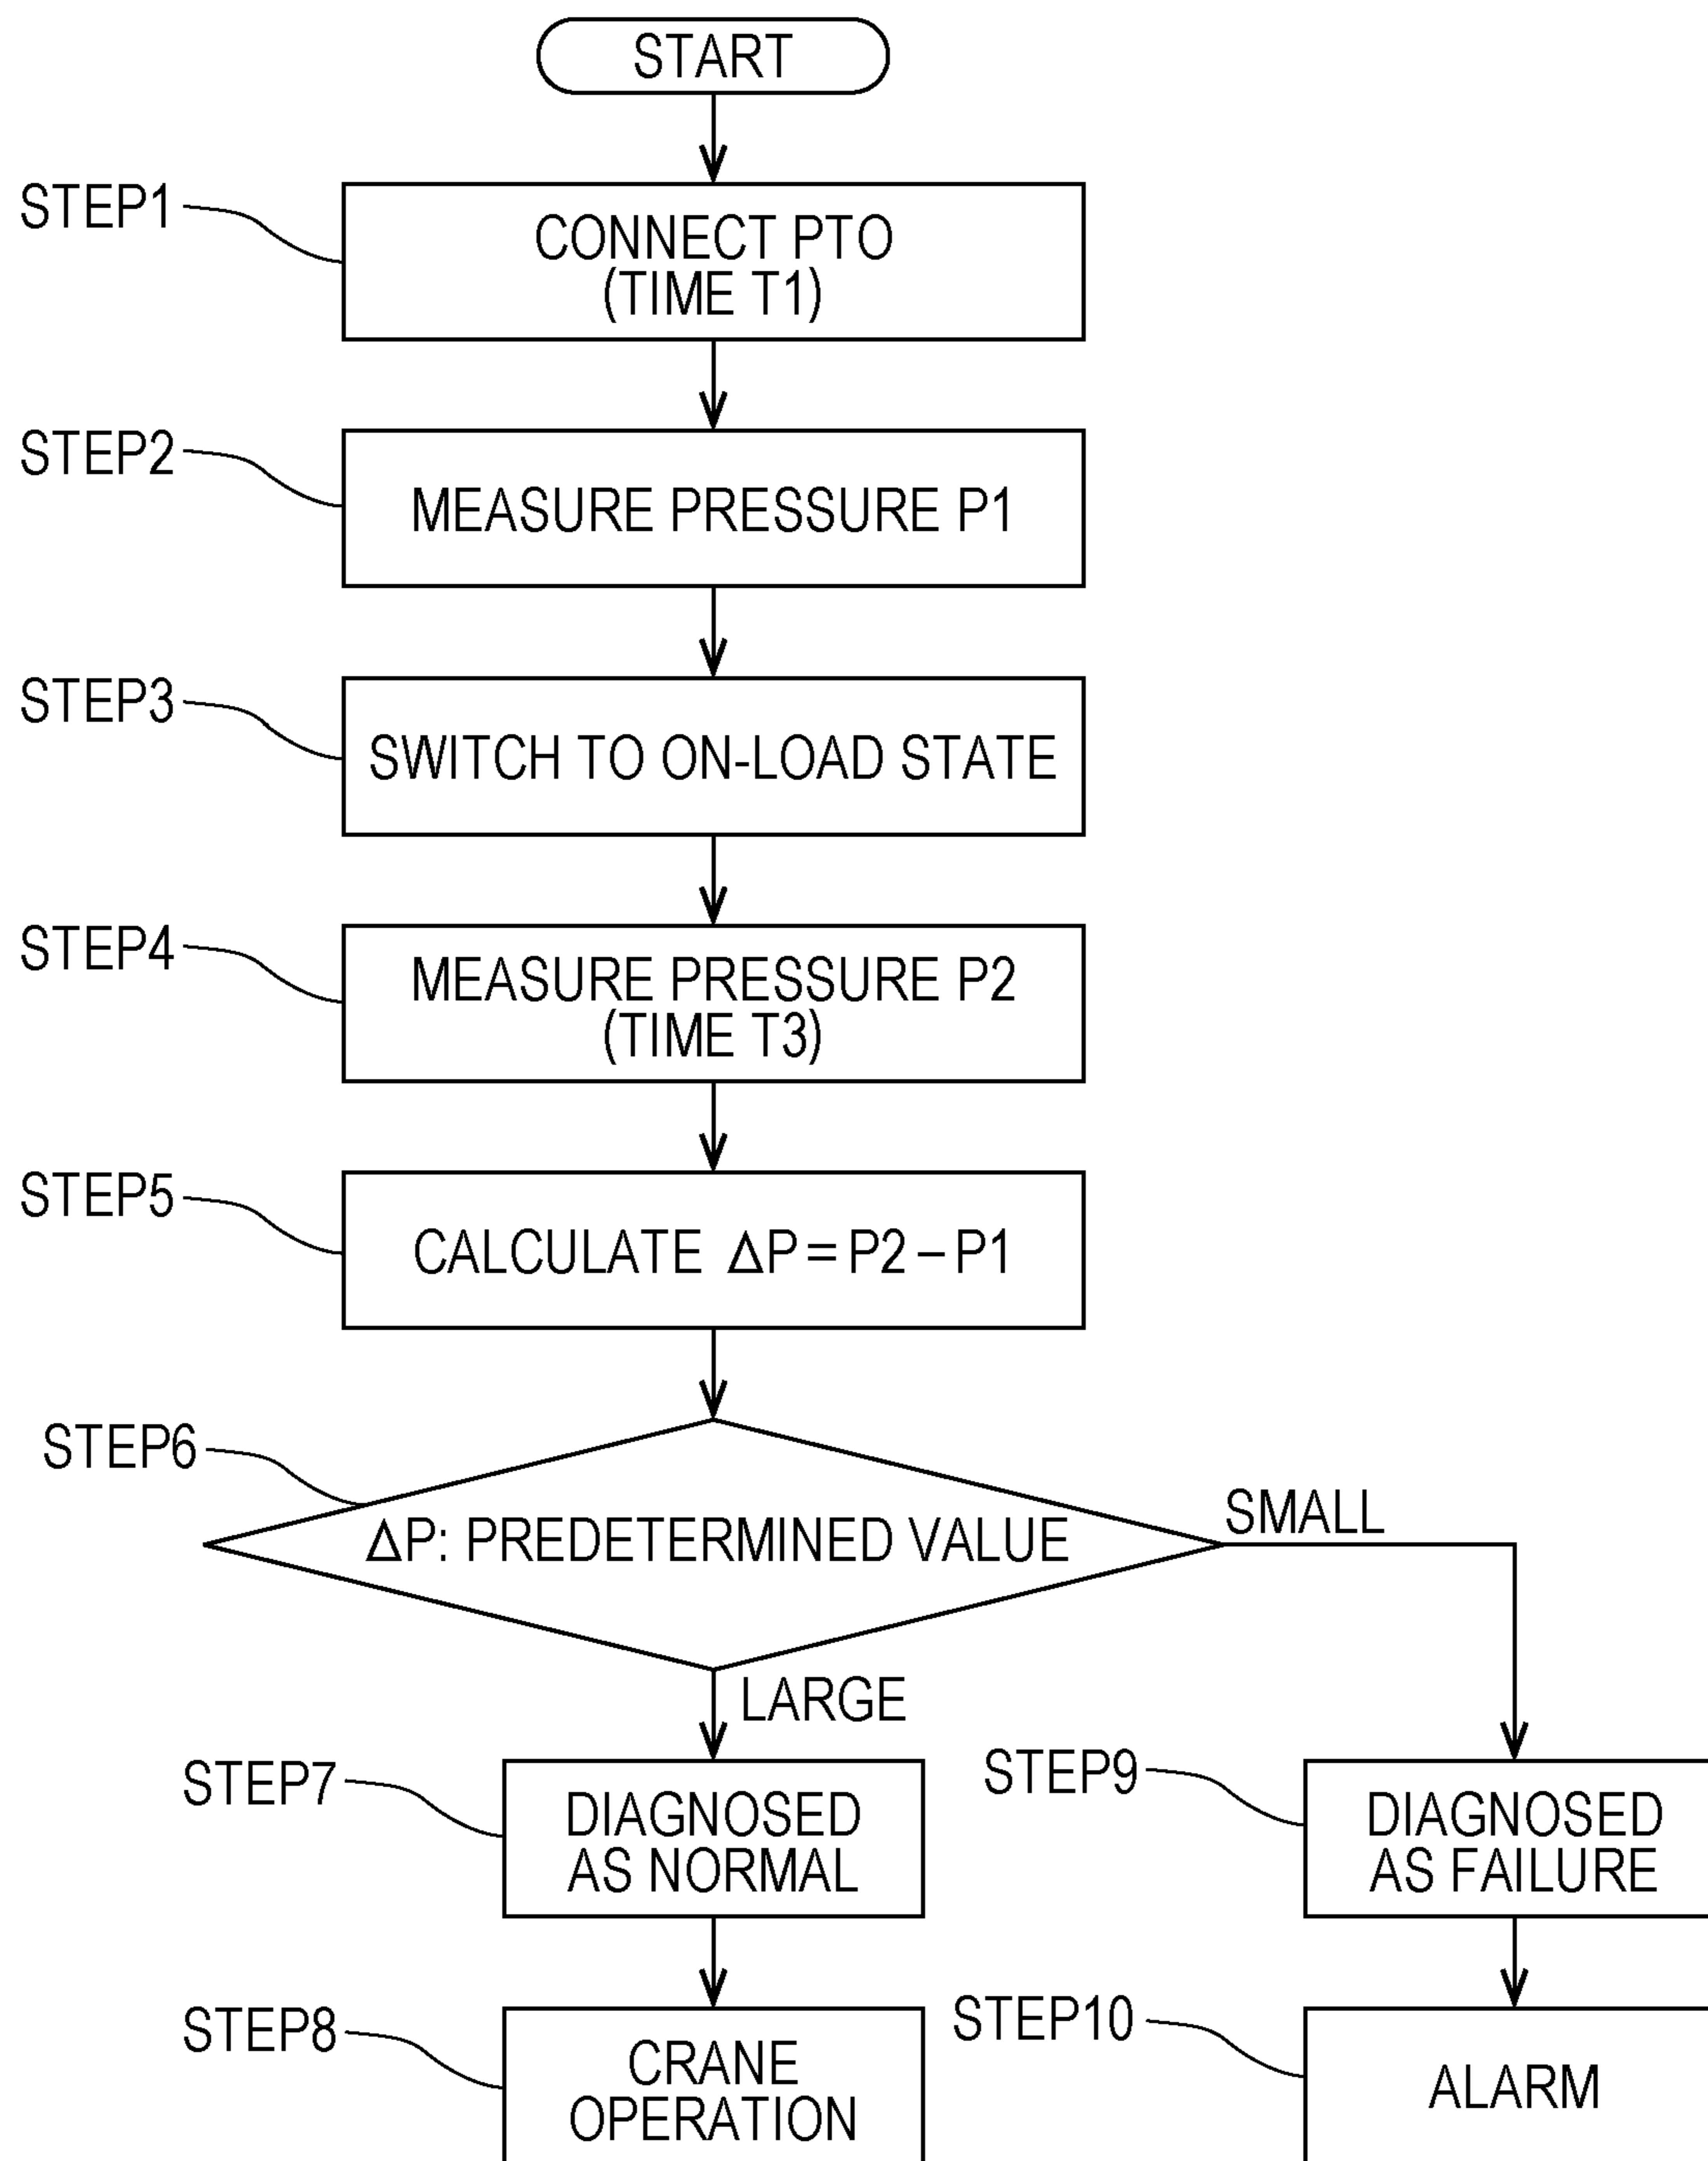 START
STEP1
CONNECT PTO
(TIME T1)
STEP2
MEASURE PRESSURE P1
STEP3
SWITCH TO ON-LOAD STATE
STEP4
MEASURE PRESSURE P2
(TIME T3)
STEP5
CALCULATE ΔP = P2 – P1
STEP6
ΔP: PREDETERMINED VALUE
SMALL
LARGE
STEP7
DIAGNOSED
AS NORMAL
STEP9
DIAGNOSED
AS FAILURE
STEP8
CRANE
OPERATION
STEP10
ALARM